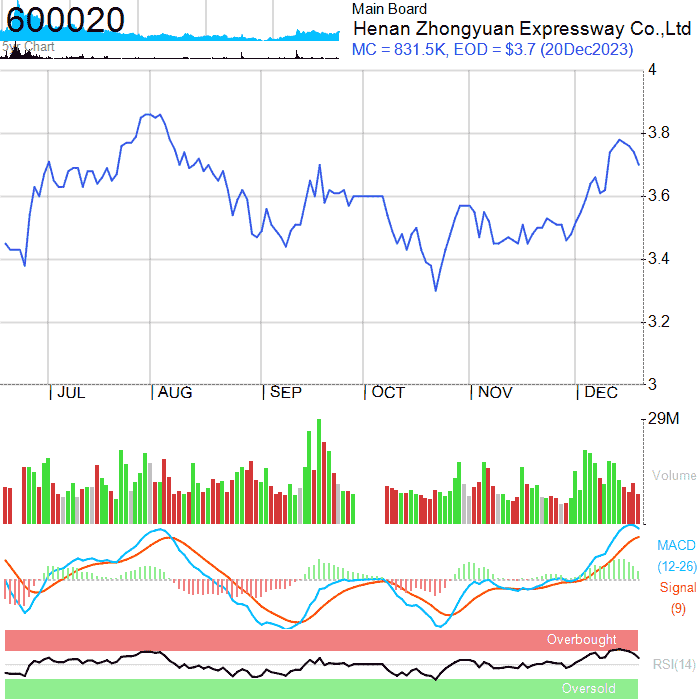 600020
5yr Chart
Main Board
Henan Zhongyuan Expressway Co.,Ltd
MC = 831.5K, EOD = $3.7 (20Dec2023)
4
3.8
3.6
3.4
3.2
3
| JUL | AUG | SEP | OCT | NOV | DEC
29M
Volume
MACD
(12-26)
Signal
(9)
Overbought
RSI(14)
Oversold